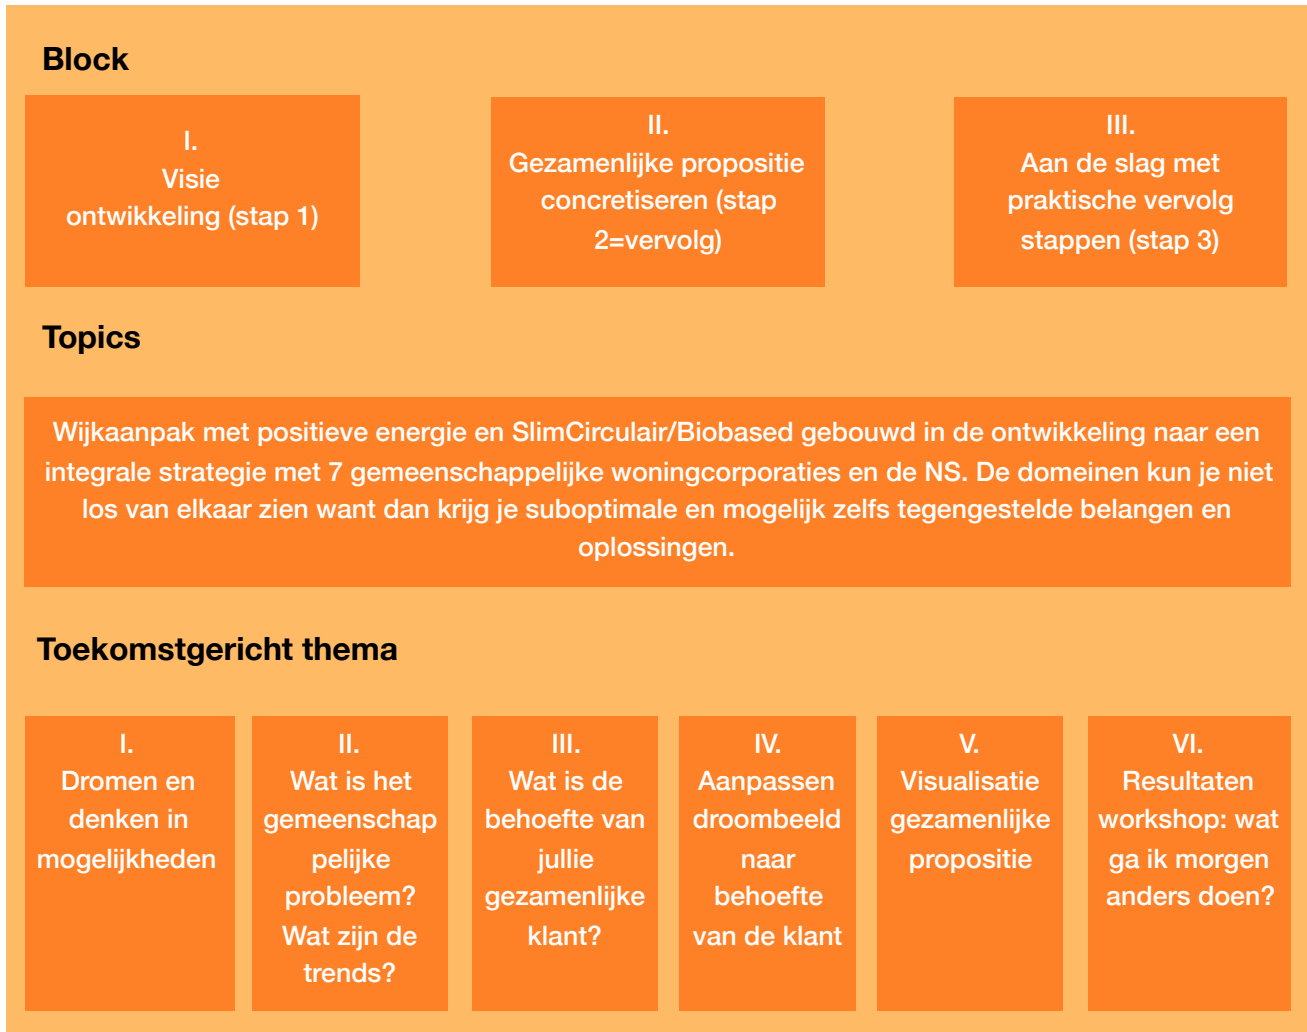 Block
I.
Visie
ontwikkeling (stap 1)
II.
Gezamenlijke propositie
concretiseren (stap
2=vervolg)
III.
Aan de slag met
praktische vervolg
stappen (stap 3)
Topics
Wijkaanpak met positieve energie en SlimCirculair/Biobased gebouwd in de ontwikkeling naar een
integrale strategie met 7 gemeenschappelijke woningcorporaties en de NS. De domeinen kun je niet
los van elkaar zien want dan krijg je suboptimale en mogelijk zelfs tegengestelde belangen en
oplossingen.
Toekomstgericht thema
I.
Dromen en
denken in
mogelijkheden
II.
Wat is het
gemeenschap
pelijke
probleem?
Wat zijn de
trends?
III.
Wat is de
behoefte van
jullie
gezamenlijke
klant?
IV.
Aanpassen
droombeeld
naar
behoefte
van de klant
V.
Visualisatie
gezamenlijke
propositie
VI.
Resultaten
workshop: wat
ga ik morgen
anders doen?